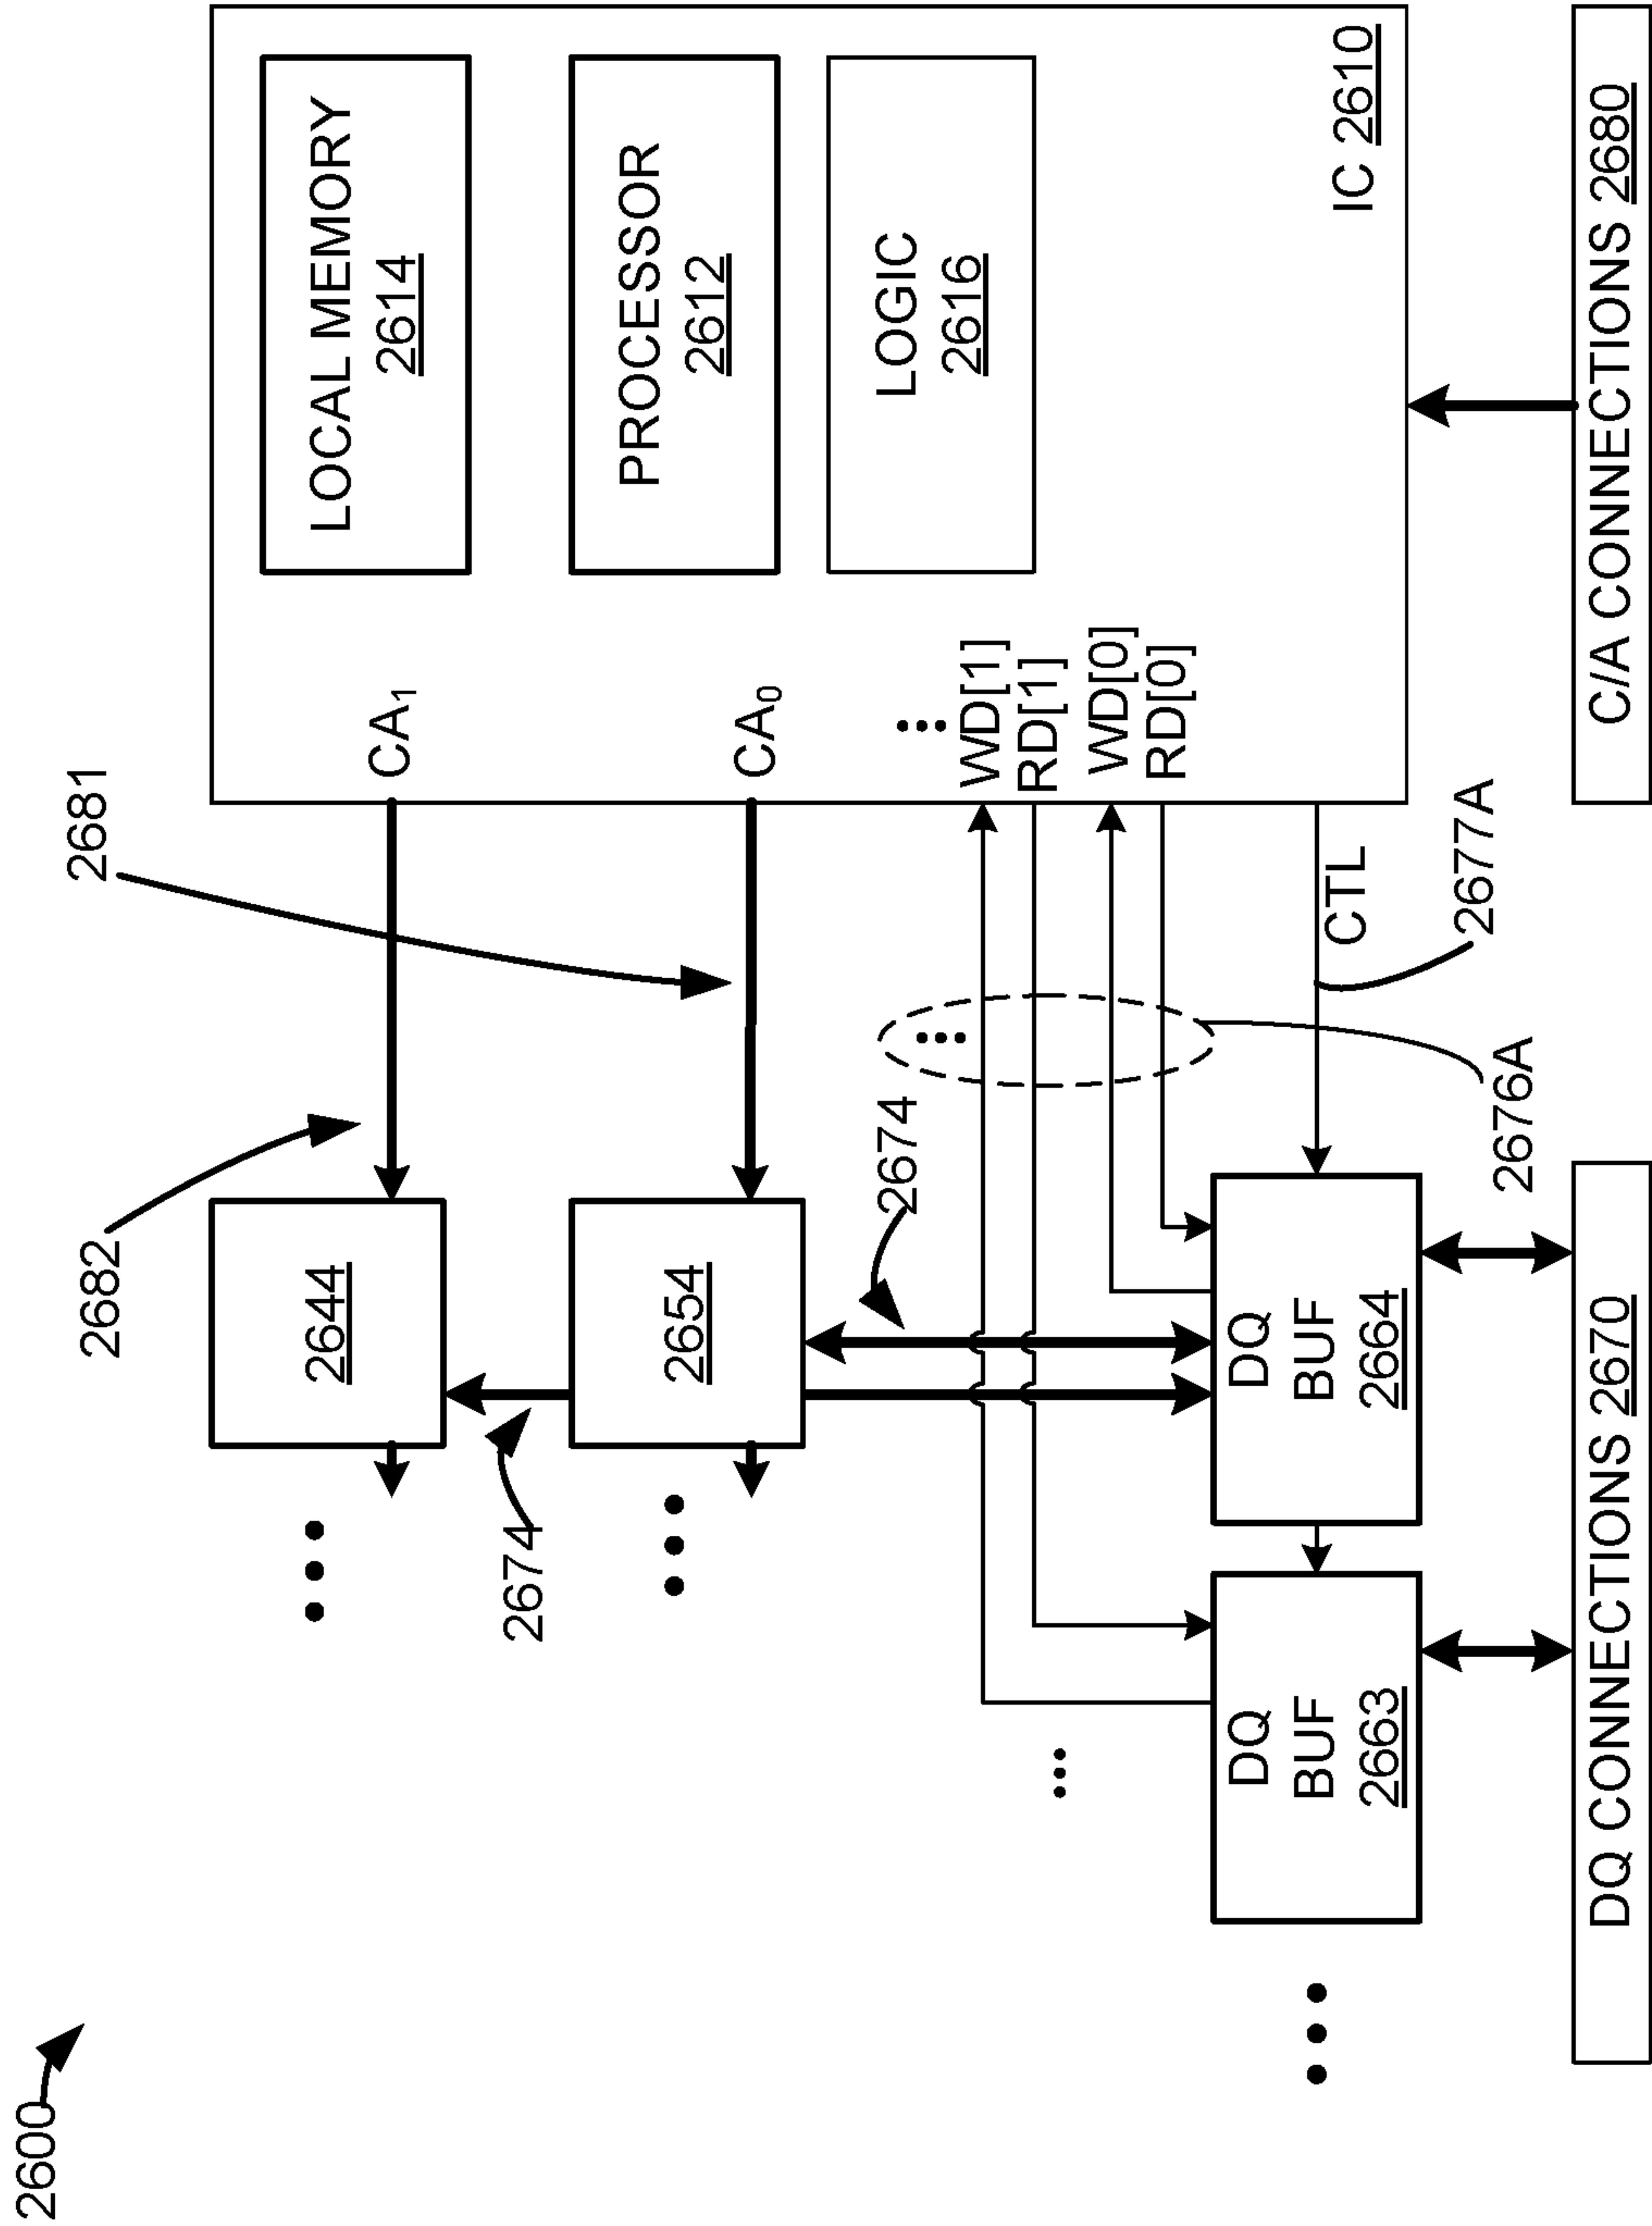 2600
2682
2681
2644
CA1
LOCAL MEMORY
2614
2674
2654
CA0
PROCESSOR
2612
2674
WD[1]
RD[1]
WD[0]
RD[0]
LOGIC
2616
DQ
BUF
2663
DQ
BUF
2664
CTL
IC 2610
2677A
2676A
DQ CONNECTIONS 2670
C/A CONNECTIONS 2680